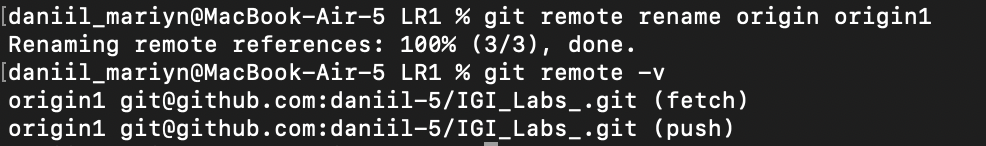 [daniil_mariyn@MacBook-Air-5 LR1 % git remote rename origin origin1
Renaming remote references: 100% (3/3), done.
[daniil_mariyn@MacBook-Air-5 LR1 % git remote -v
origin1 git@github.com:daniil-5/IGI_Labs_.git (fetch)
origin1 git@github.com:daniil-5/IGI_Labs_.git (push)